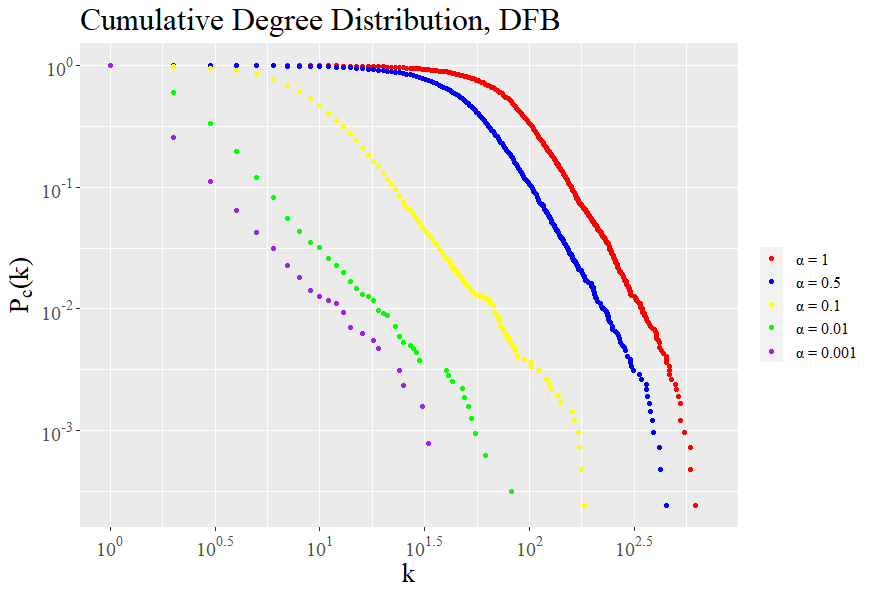 Cumulative Degree Distribution, DFB
P_c(k)
10^0
10^-1
10^-2
10^-3
10^0 10^0.5 10^1 10^1.5 10^2 10^2.5
k
α = 1
α = 0.5
α = 0.1
α = 0.01
α = 0.001